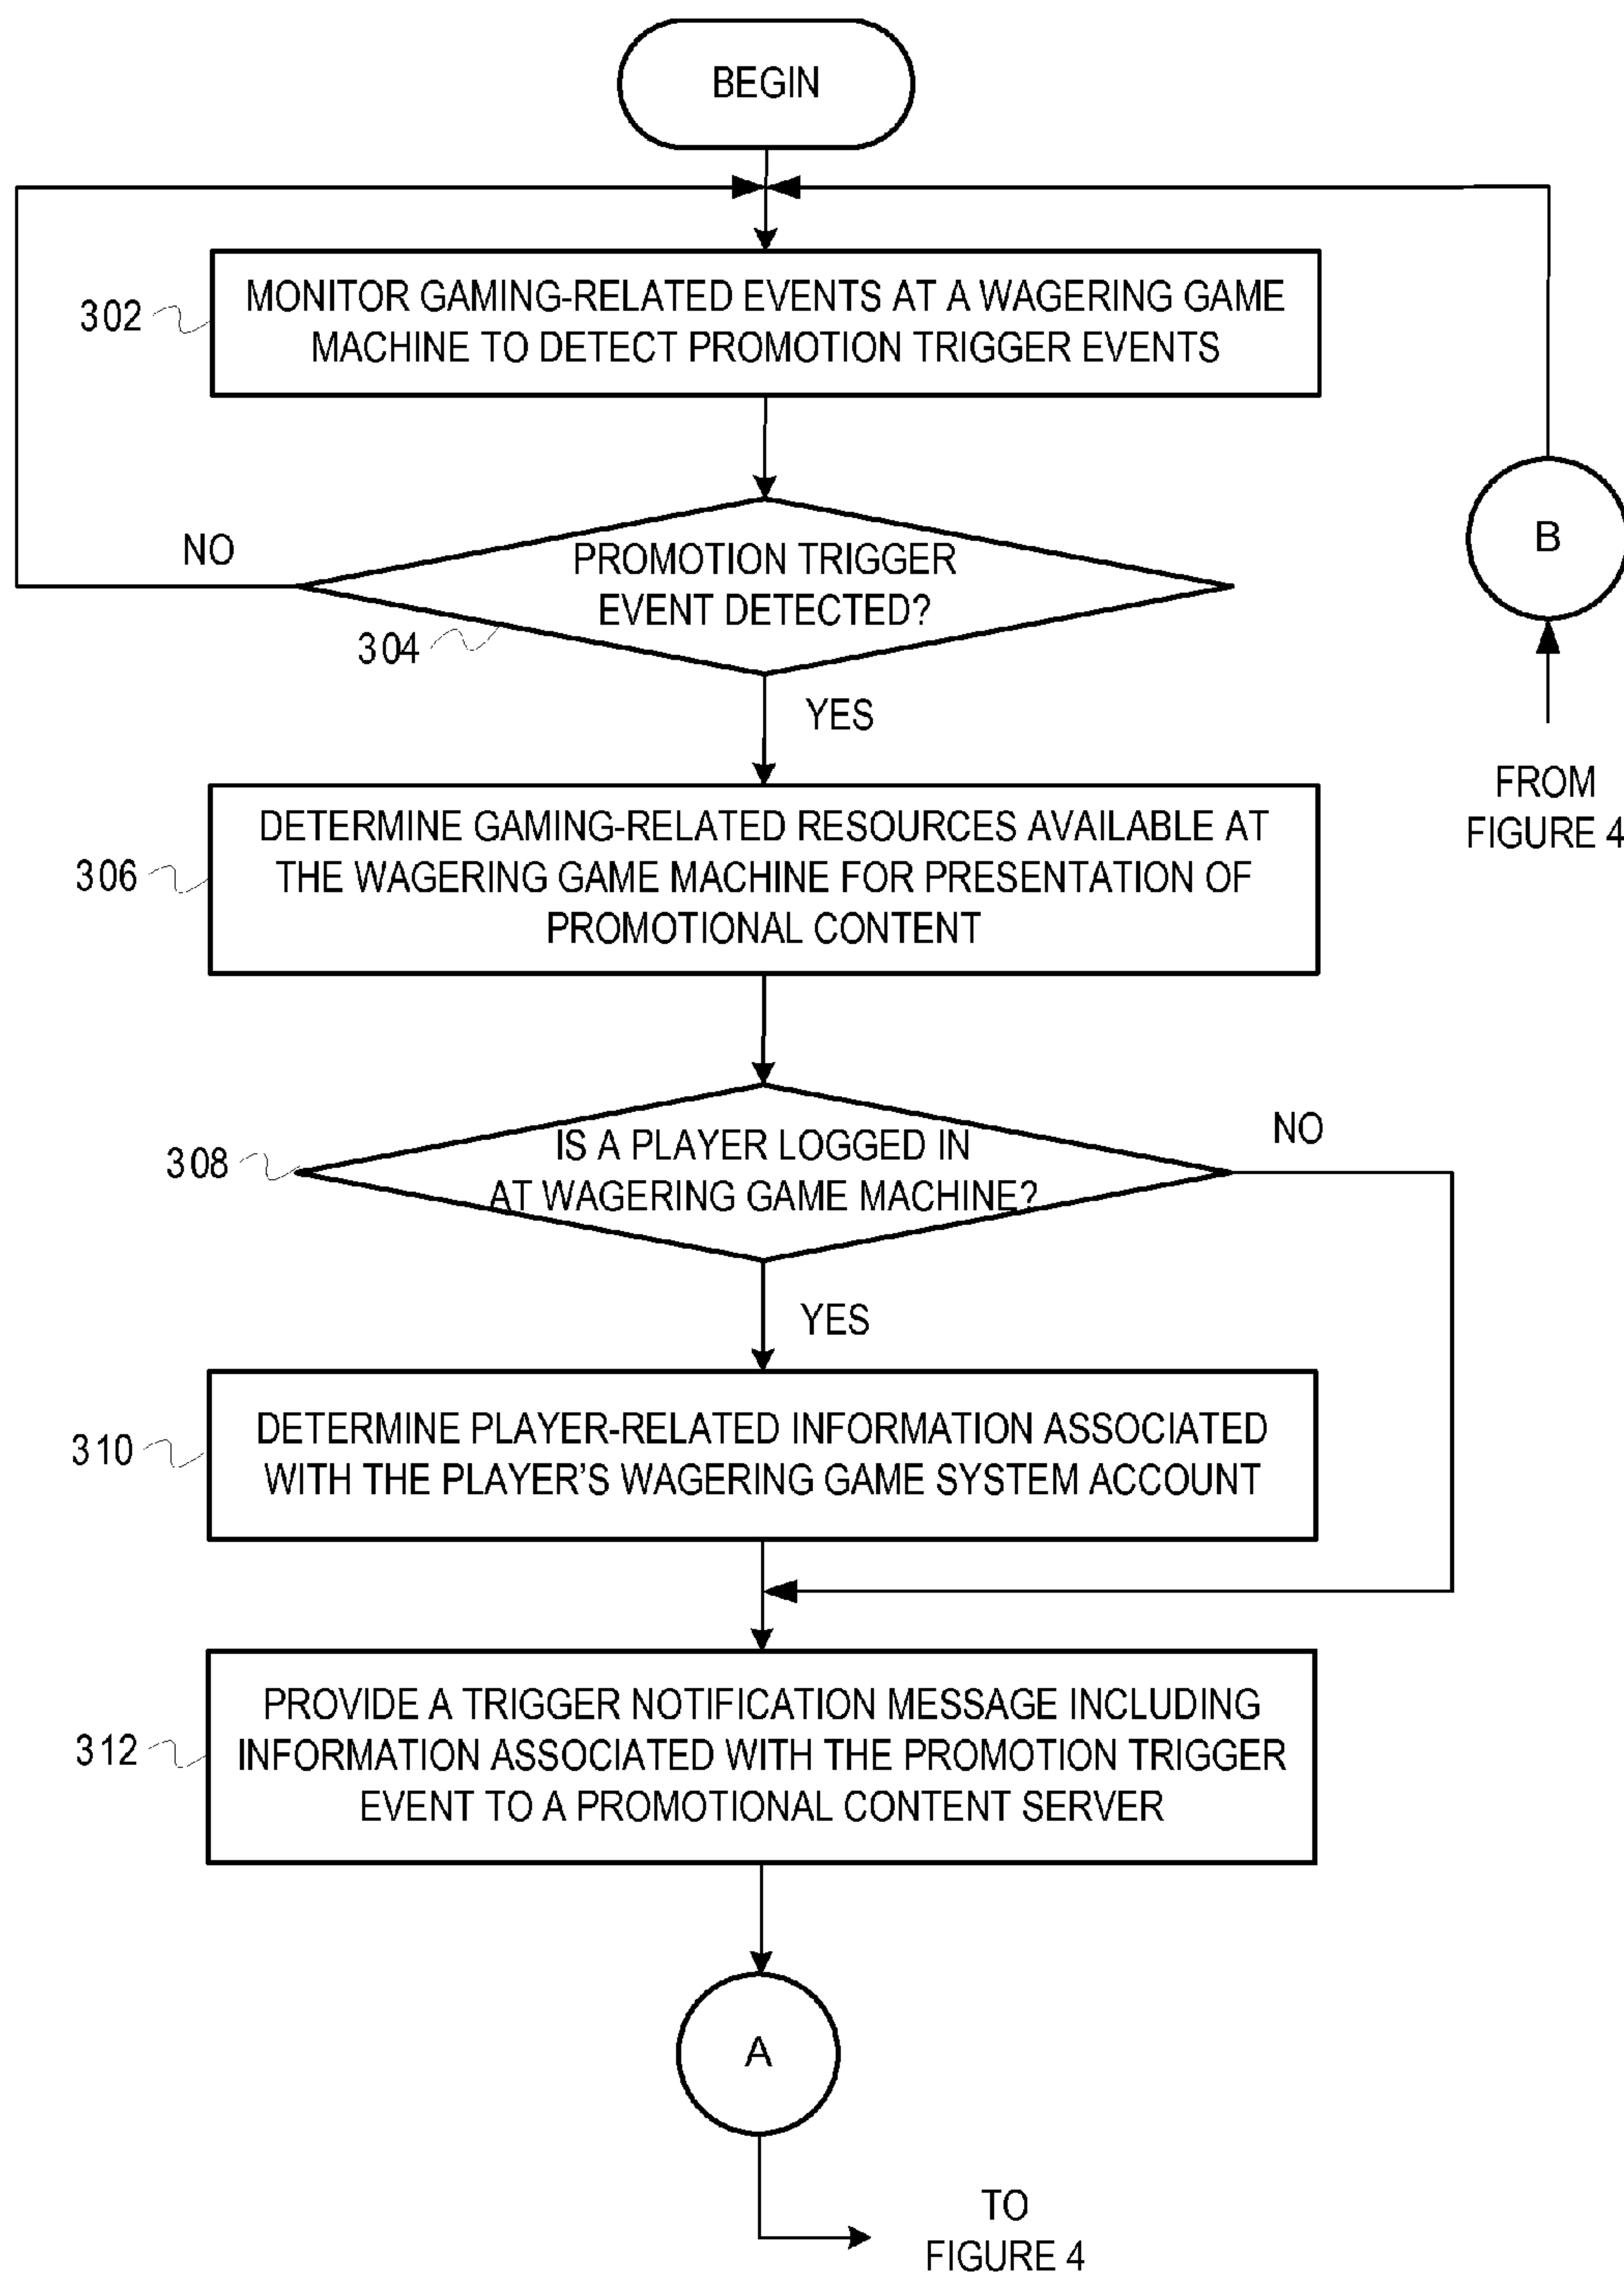 BEGIN
302
MONITOR GAMING-RELATED EVENTS AT A WAGERING GAME
MACHINE TO DETECT PROMOTION TRIGGER EVENTS
NO
PROMOTION TRIGGER
EVENT DETECTED?
304
B
YES
FROM
FIGURE 4
306
DETERMINE GAMING-RELATED RESOURCES AVAILABLE AT
THE WAGERING GAME MACHINE FOR PRESENTATION OF
PROMOTIONAL CONTENT
308
IS A PLAYER LOGGED IN
AT WAGERING GAME MACHINE?
NO
YES
310
DETERMINE PLAYER-RELATED INFORMATION ASSOCIATED
WITH THE PLAYER'S WAGERING GAME SYSTEM ACCOUNT
312
PROVIDE A TRIGGER NOTIFICATION MESSAGE INCLUDING
INFORMATION ASSOCIATED WITH THE PROMOTION TRIGGER
EVENT TO A PROMOTIONAL CONTENT SERVER
A
TO
FIGURE 4